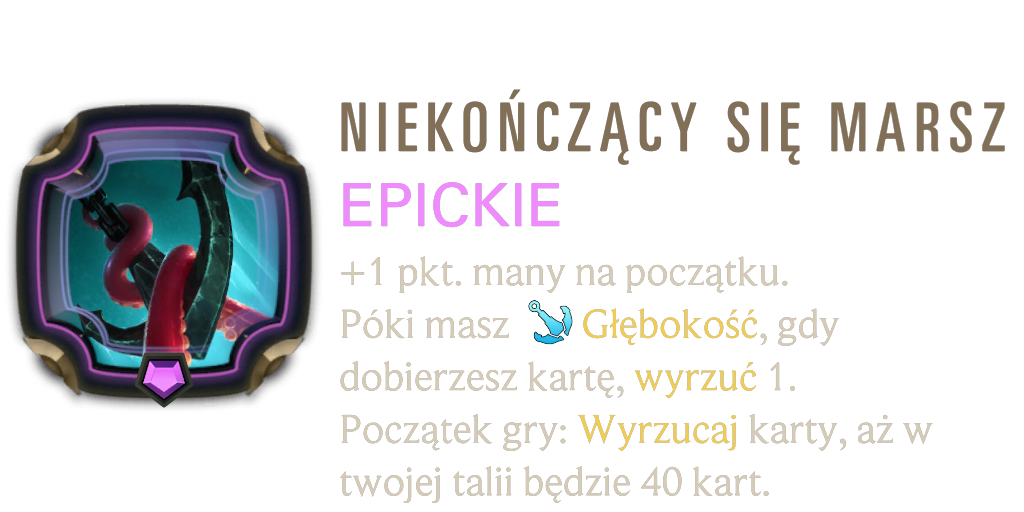 NIEKOŃCZĄCY SIĘ MARSZ
EPICKIE
+1 pkt. many na początku.
Póki masz Głębokość, gdy
dobierzesz kartę, wyrzuć 1.
Początek gry: Wyrzucaj karty, aż w
twojej talii będzie 40 kart.